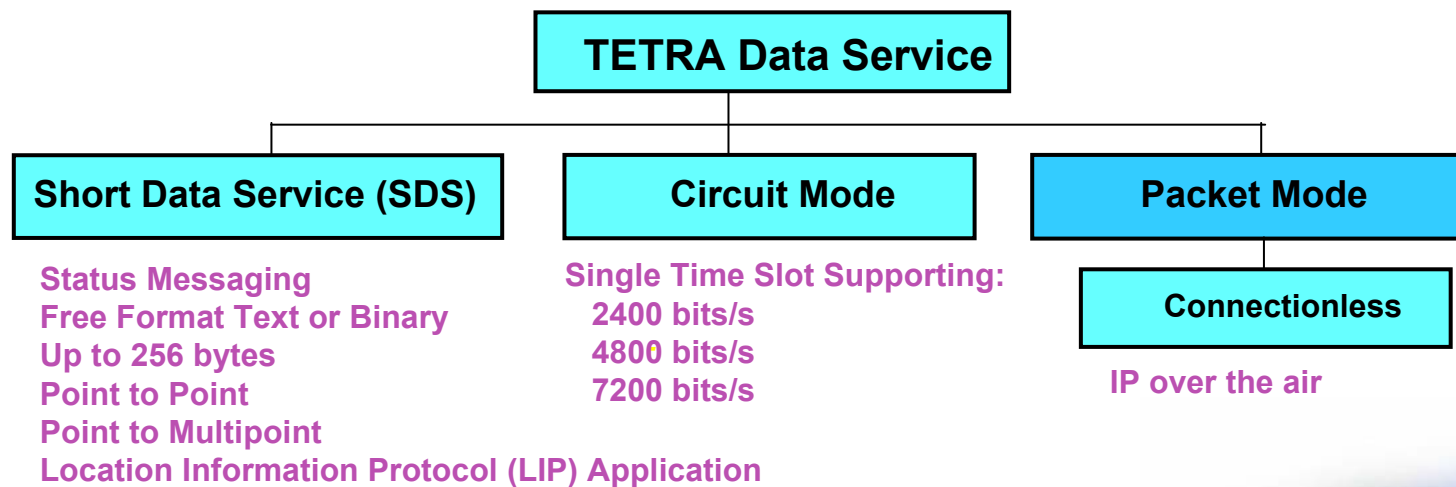 TETRA Data Service
Short Data Service (SDS)
Circuit Mode
Packet Mode
Status Messaging
Free Format Text or Binary
Up to 256 bytes
Point to Point
Point to Multipoint
Location Information Protocol (LIP) Application
Single Time Slot Supporting:
2400 bits/s
4800 bits/s
7200 bits/s
Connectionless
IP over the air